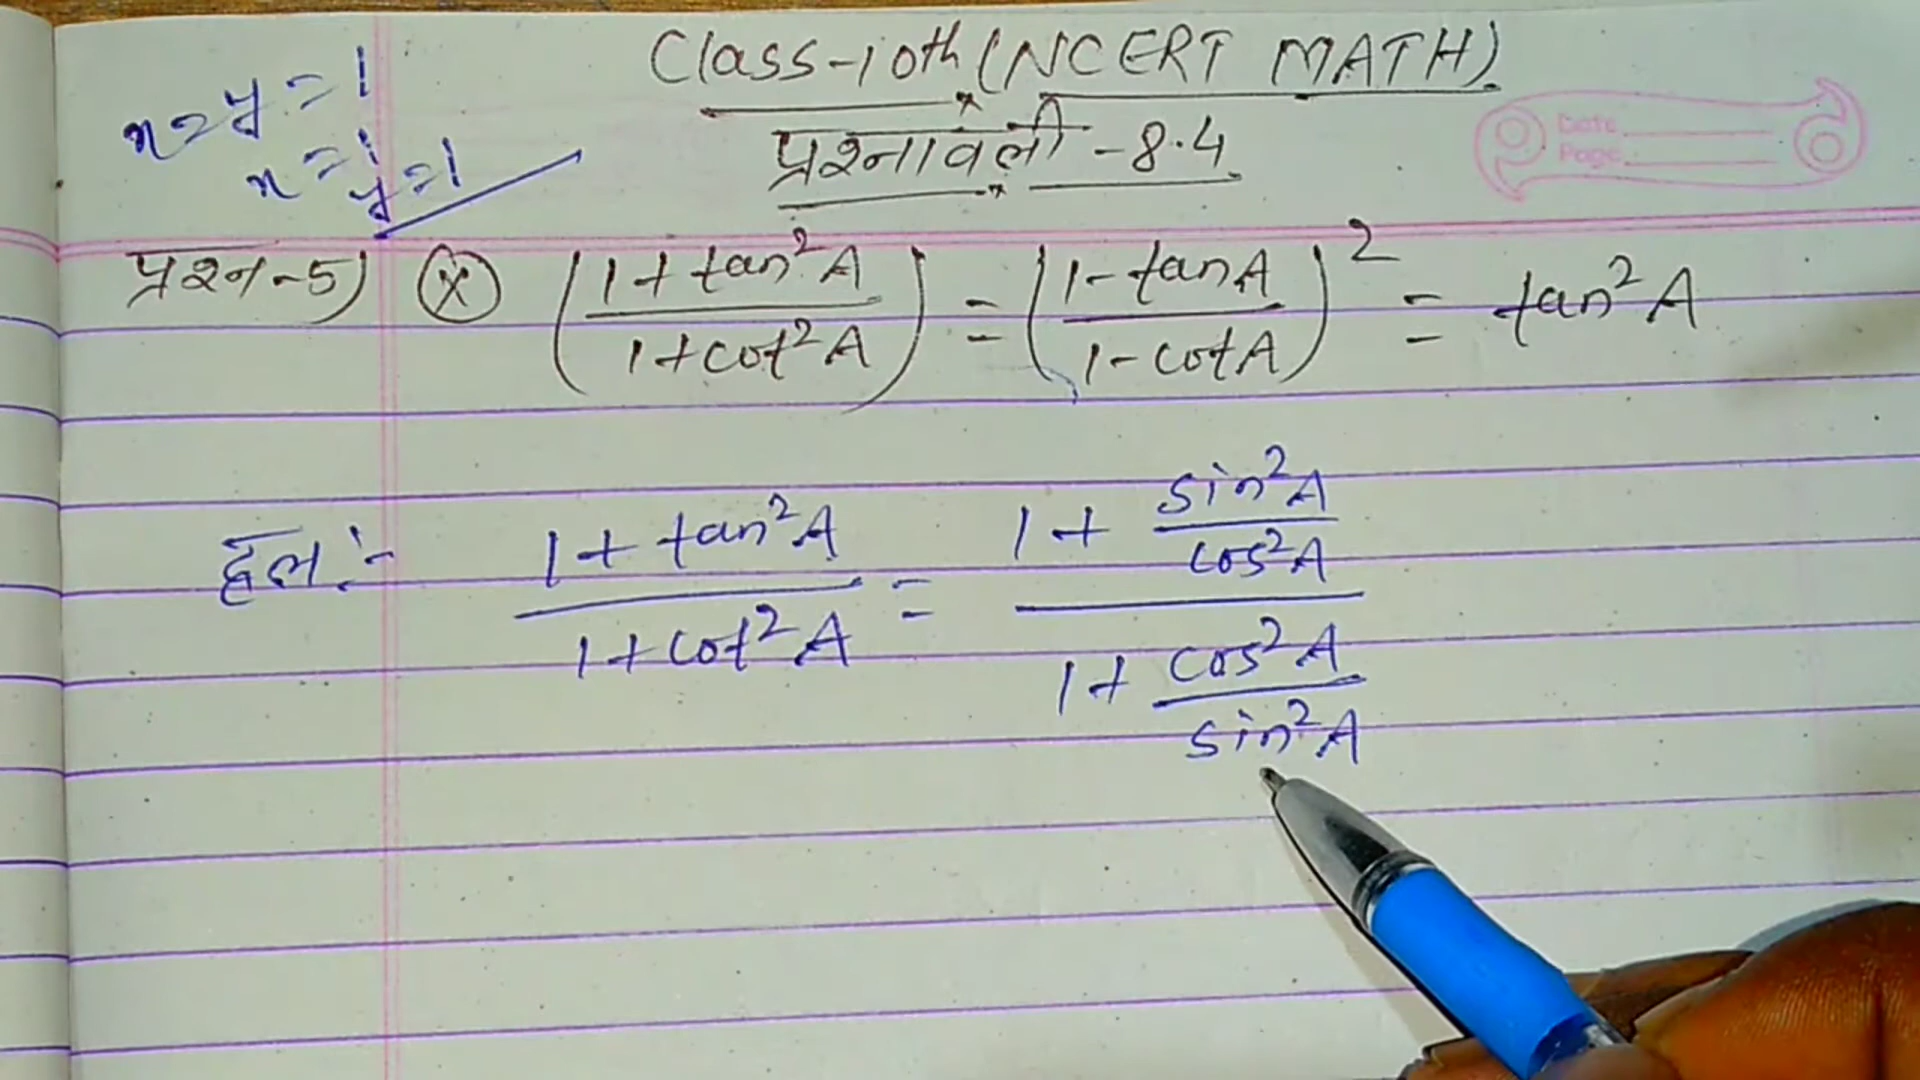 Class-10th (NCERT MATH)
प्रश्नावली - 8.4
x=y=1
x=1
y=1
Date
Page
प्रश्न-5) (x) ((1+tan²A)/(1+cot²A)) = ((1-tanA)/(1-cotA))² = tan²A
हल:- (1+tan²A)/(1+cot²A) = (1+ sin²A/cos²A)/(1+ cos²A/sin²A)